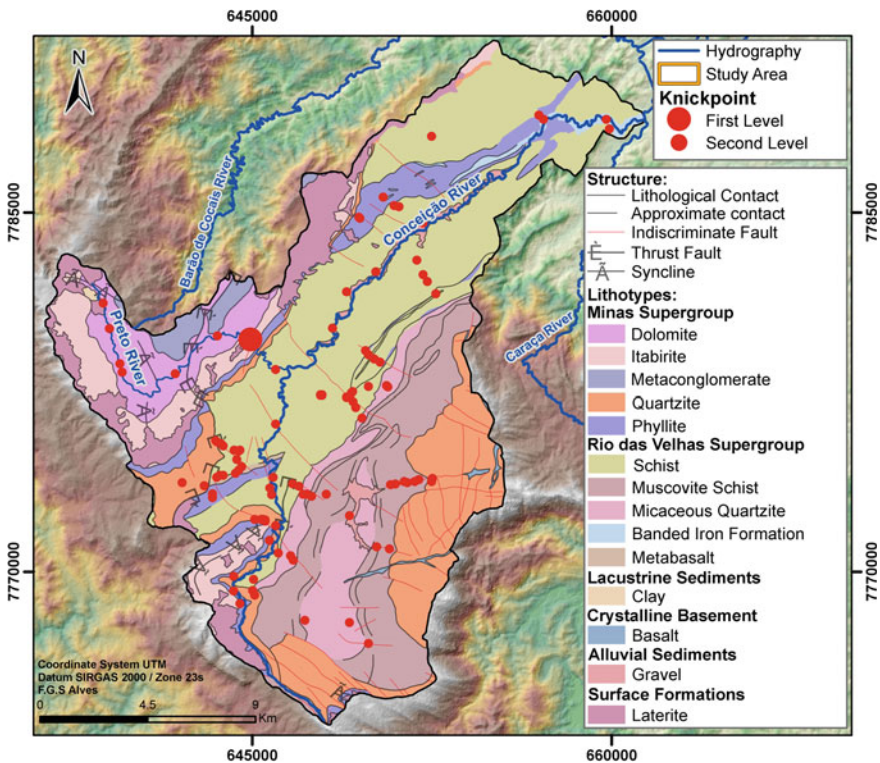 645000
660000
N
Hydrography
Study Area
Knickpoint
First Level
Second Level
Structure:
Lithological Contact
Approximate contact
Indiscriminate Fault
È
Thrust Fault
Ã
Syncline
Lithotypes:
Minas Supergroup
Dolomite
Itabirite
Metaconglomerate
Quartzite
Phyllite
Rio das Velhas Supergroup
Schist
Muscovite Schist
Micaceous Quartzite
Banded Iron Formation
Metabasalt
Lacustrine Sediments
Clay
Crystalline Basement
Basalt
Alluvial Sediments
Gravel
Surface Formations
Laterite
7785000
7785000
7770000
7770000
Barão de Cocais River
Conceição River
Preto River
Caraça River
Coordinate System UTM
Datum SIRGAS 2000 / Zone 23s
F.G.S Alves
0 4.5 9
Km
645000
660000